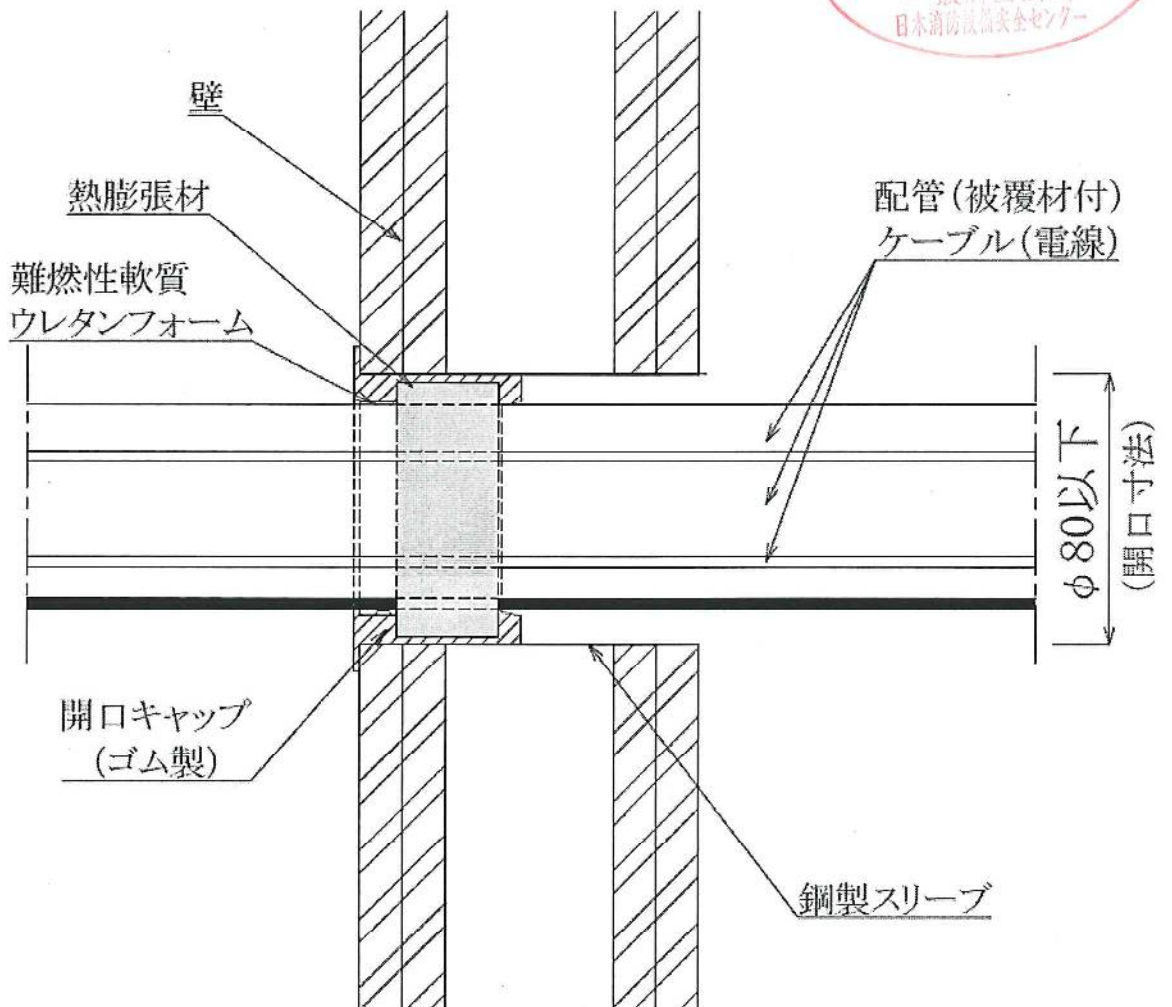 日本消防設備安全センター
壁
熱膨張材
配管(被覆材付)
ケーブル(電線)
難燃性軟質
ウレタンフォーム
φ80以下
(開口寸法)
開口キャップ
(ゴム製)
鋼製スリーブ